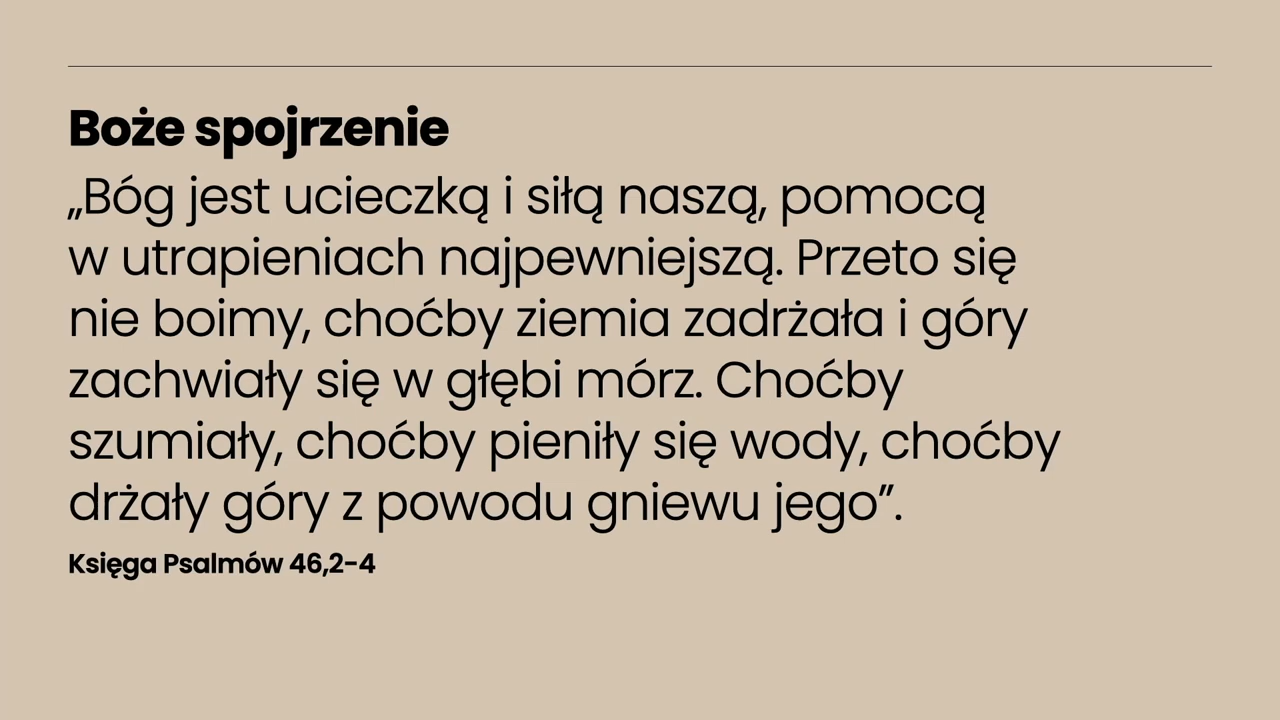 Boże spojrzenie
„Bóg jest ucieczką i siłą naszą, pomocą
w utrapieniach najpewniejszą. Przeto się
nie boimy, choćby ziemia zadrżała i góry
zachwiały się w głębi mórz. Choćby
szumiały, choćby pieniły się wody, choćby
drżały góry z powodu gniewu jego”.
Księga Psalmów 46,2-4